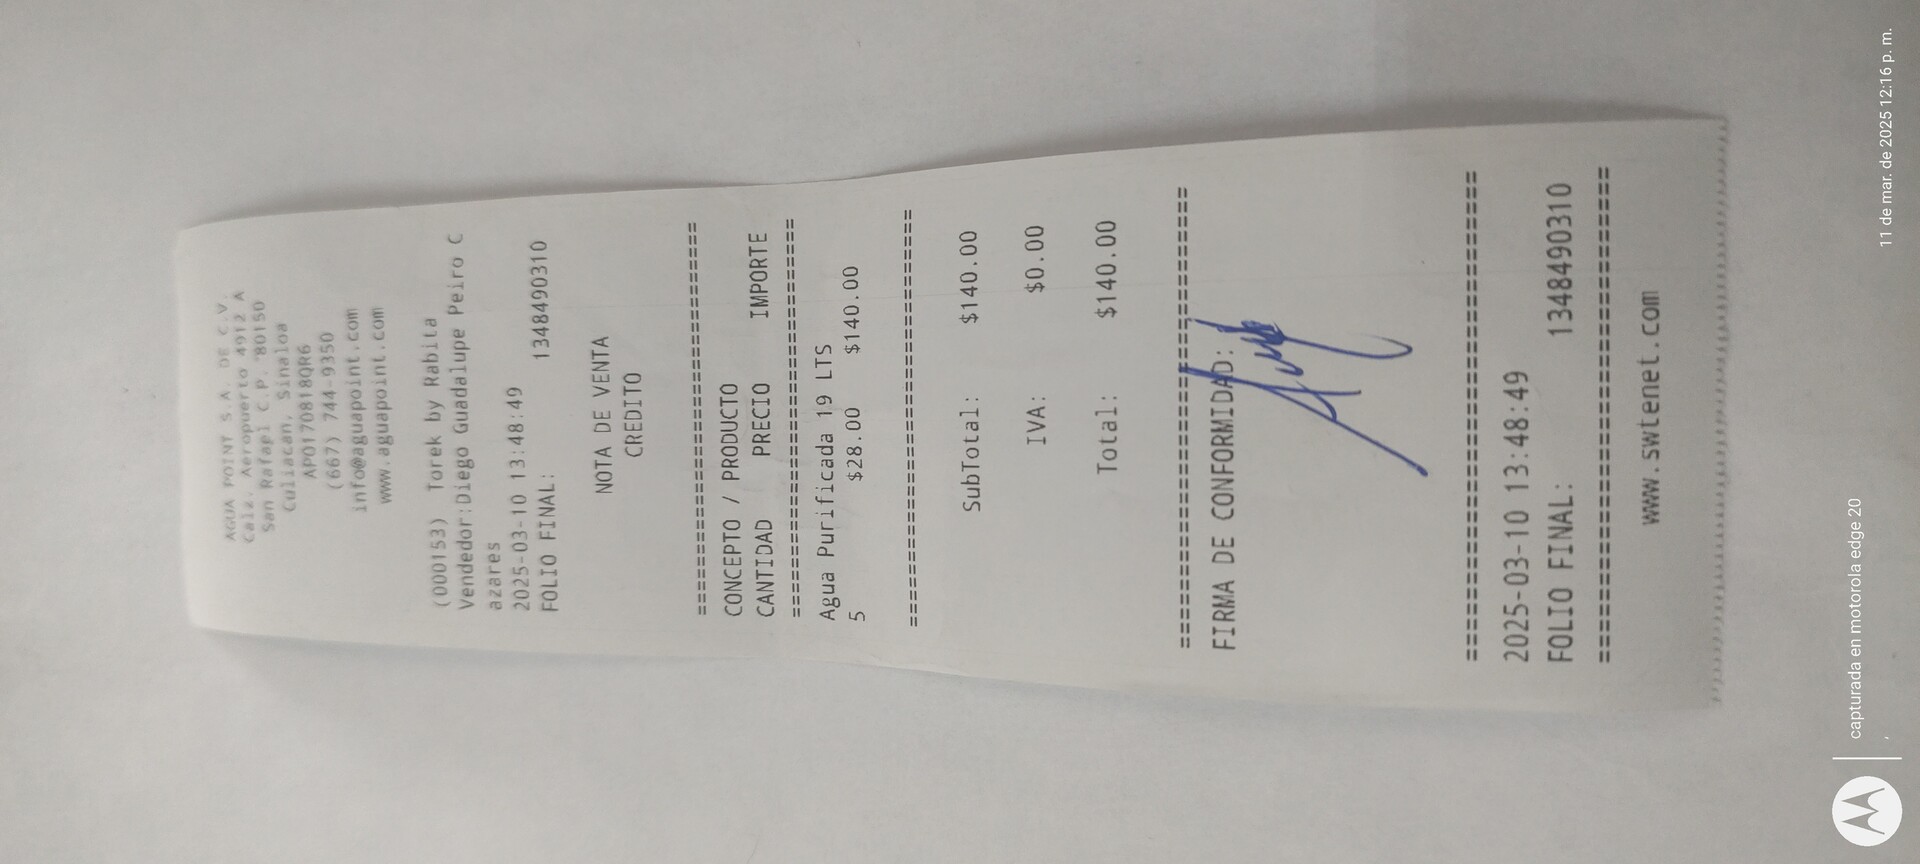 AGUA POINT S.A. DE C.V.
Calz. Aeropuerto 4912 A
San Rafael C.P. 80150
Culiacan, Sinaloa
APO170818QR6
(667) 744-9350
info@aguapoint.com
www.aguapoint.com
(000153) Torek by Rabita
Vendedor:Diego Guadalupe Peiro C
azares
2025-03-10 13:48:49
FOLIO FINAL: 1348490310
NOTA DE VENTA
CREDITO
================================
CONCEPTO / PRODUCTO
CANTIDAD PRECIO IMPORTE
================================
Agua Purificada 19 LTS
5 $28.00 $140.00
================================
SubTotal: $140.00
IVA: $0.00
Total: $140.00
================================
FIRMA DE CONFORMIDAD:
================================
2025-03-10 13:48:49
FOLIO FINAL: 1348490310
================================
www.swtenet.com
capturada en motorola edge 20
11 de mar. de 2025 12:16 p. m.